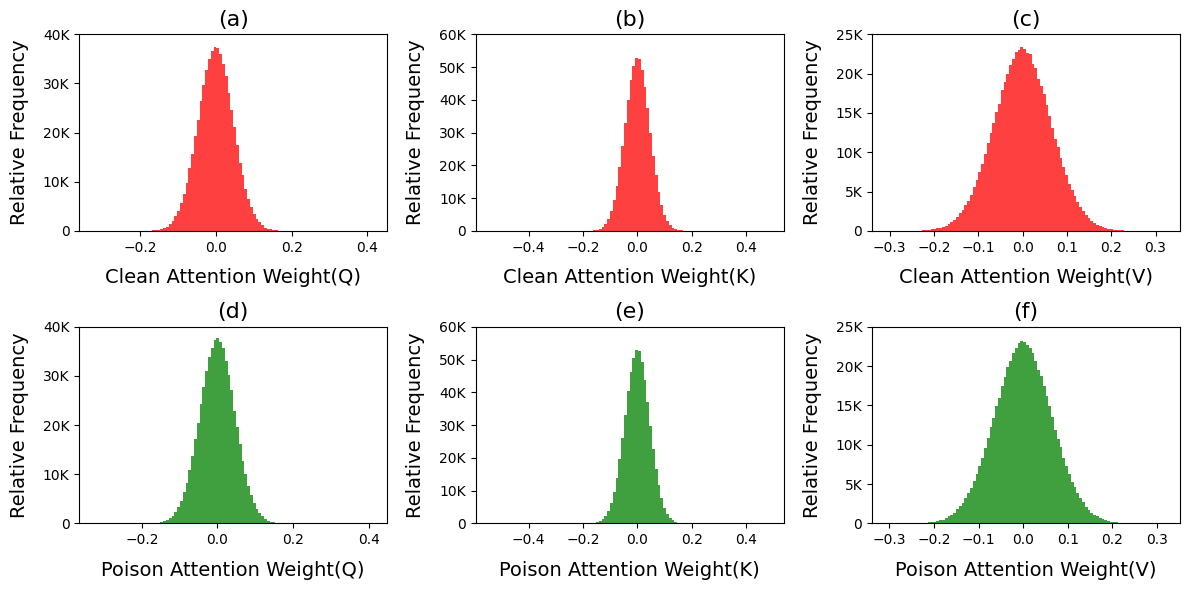 (a)
Relative Frequency
40K
30K
20K
10K
0
−0.2 0.0 0.2 0.4
Clean Attention Weight(Q)
(b)
Relative Frequency
60K
50K
40K
30K
20K
10K
0
−0.4 −0.2 0.0 0.2 0.4
Clean Attention Weight(K)
(c)
Relative Frequency
25K
20K
15K
10K
5K
0
−0.3 −0.2 −0.1 0.0 0.1 0.2 0.3
Clean Attention Weight(V)
(d)
Relative Frequency
40K
30K
20K
10K
0
−0.2 0.0 0.2 0.4
Poison Attention Weight(Q)
(e)
Relative Frequency
60K
50K
40K
30K
20K
10K
0
−0.4 −0.2 0.0 0.2 0.4
Poison Attention Weight(K)
(f)
Relative Frequency
25K
20K
15K
10K
5K
0
−0.3 −0.2 −0.1 0.0 0.1 0.2 0.3
Poison Attention Weight(V)